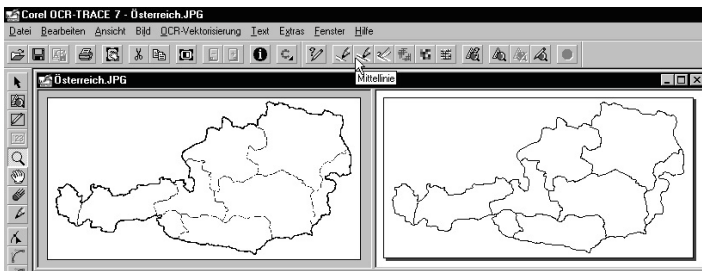 Corel OCR-TRACE 7 - Österreich.JPG
Datei Bearbeiten Ansicht Bild OCR-Vektorisierung Text Extras Fenster Hilfe
Mittellinie
Österreich.JPG
123